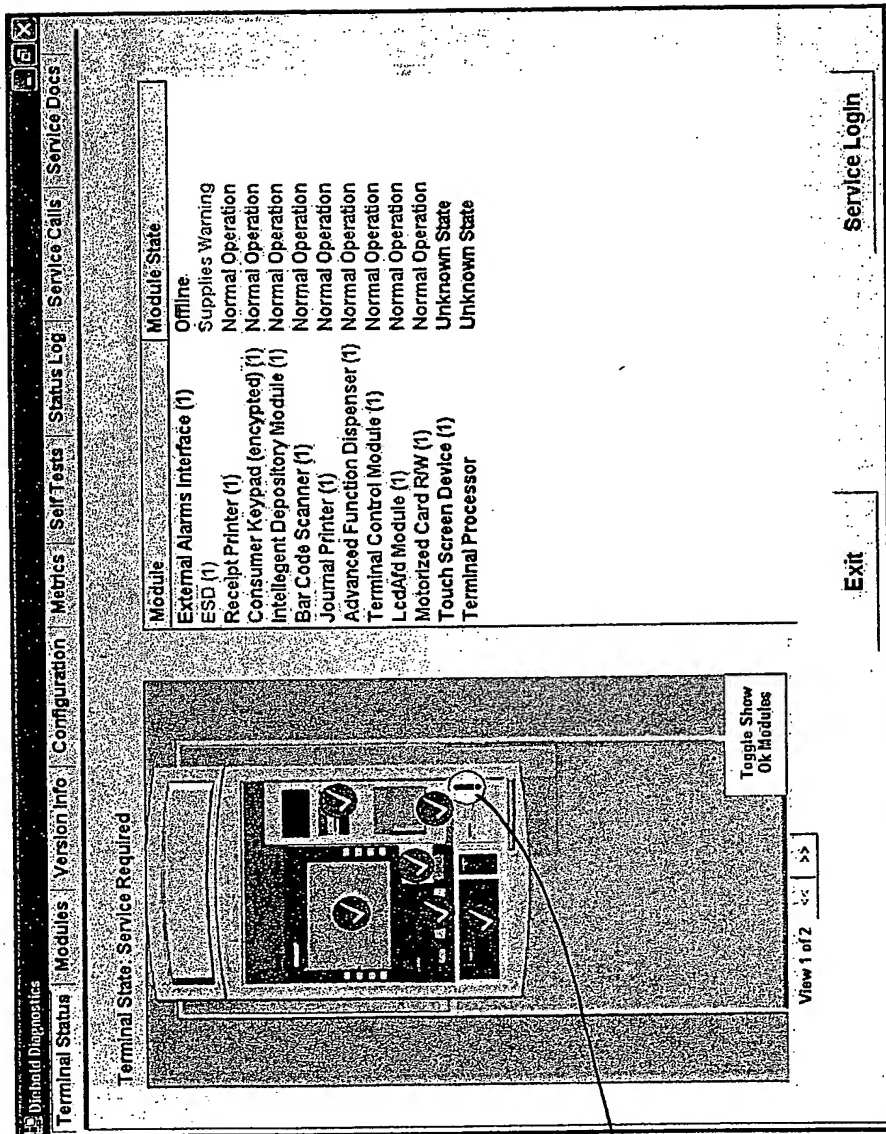 Diebold Diagnostics
Terminal Status Modules Version Info Configuration Metrics Self Tests Status Log Service Calls Service Docs
Terminal State: Service Required
Toggle Show
Ok Modules
View 1 of 2 << >>
Module Module State
External Alarms Interface (1) Offline
ESD (1) Supplies Warning
Receipt Printer (1) Normal Operation
Consumer Keypad (encypted) (1) Normal Operation
Intellegent Depository Module (1) Normal Operation
Bar Code Scanner (1) Normal Operation
Journal Printer (1) Normal Operation
Advanced Function Dispenser (1) Normal Operation
Terminal Control Module (1) Normal Operation
LcdAfd Module (1) Normal Operation
Motorized Card R/W (1) Normal Operation
Touch Screen Device (1) Unknown State
Terminal Processor Unknown State
Exit Service Login